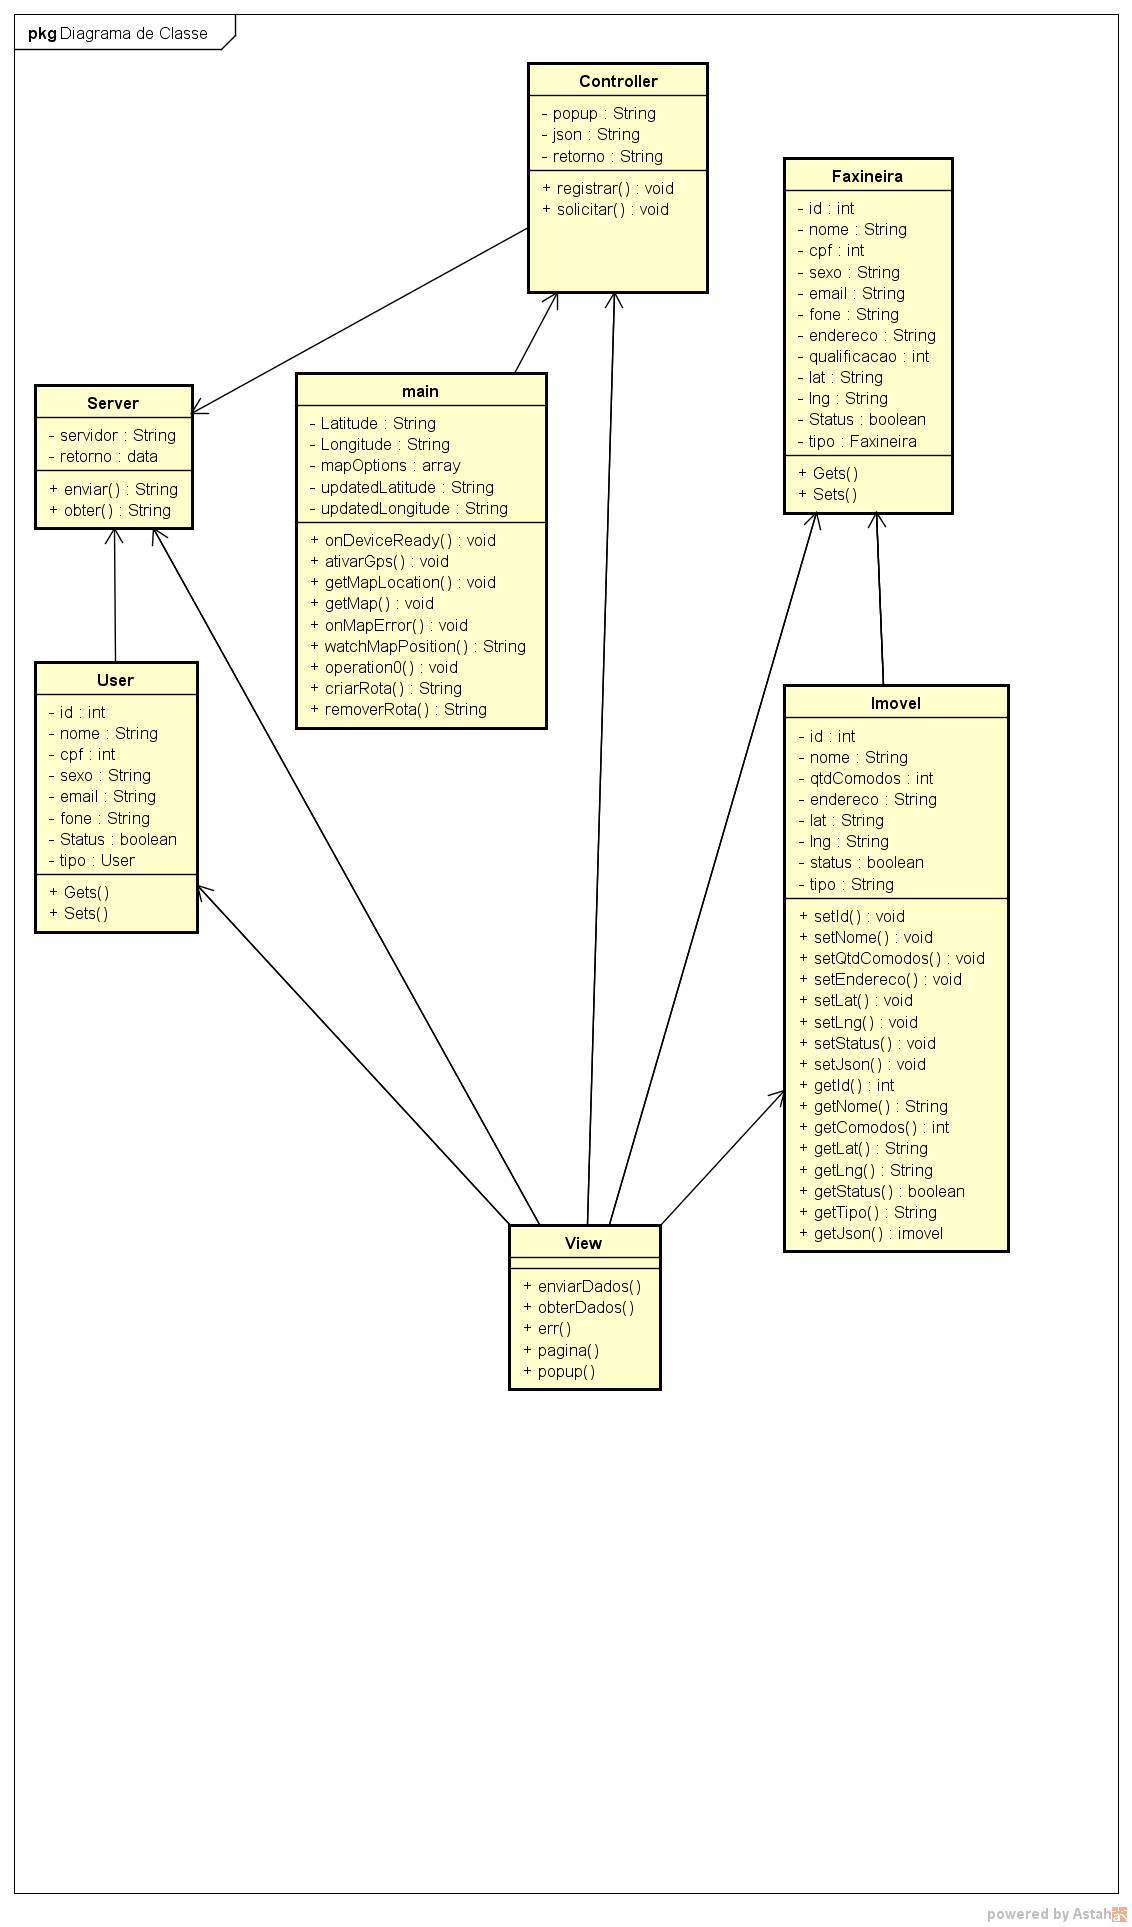 pkg Diagrama de Classe
Controller
- popup : String
- json : String
- retorno : String
+ registrar() : void
+ solicitar() : void
Faxineira
- id : int
- nome : String
- cpf : int
- sexo : String
- email : String
- fone : String
- endereco : String
- qualificacao : int
- lat : String
- lng : String
- Status : boolean
- tipo : Faxineira
+ Gets()
+ Sets()
Server
- servidor : String
- retorno : data
+ enviar() : String
+ obter() : String
main
- Latitude : String
- Longitude : String
- mapOptions : array
- updatedLatitude : String
- updatedLongitude : String
+ onDeviceReady() : void
+ ativarGps() : void
+ getMapLocation() : void
+ getMap() : void
+ onMapError() : void
+ watchMapPosition() : String
+ operation0() : void
+ criarRota() : String
+ removerRota() : String
User
- id : int
- nome : String
- cpf : int
- sexo : String
- email : String
- fone : String
- Status : boolean
- tipo : User
+ Gets()
+ Sets()
Imovel
- id : int
- nome : String
- qtdComodos : int
- endereco : String
- lat : String
- lng : String
- status : boolean
- tipo : String
+ setId() : void
+ setNome() : void
+ setQtdComodos() : void
+ setEndereco() : void
+ setLat() : void
+ setLng() : void
+ setStatus() : void
+ setJson() : void
+ getId() : int
+ getNome() : String
+ getComodos() : int
+ getLat() : String
+ getLng() : String
+ getStatus() : boolean
+ getTipo() : String
+ getJson() : imovel
View
+ enviarDados()
+ obterDados()
+ err()
+ pagina()
+ popup()
powered by Astah